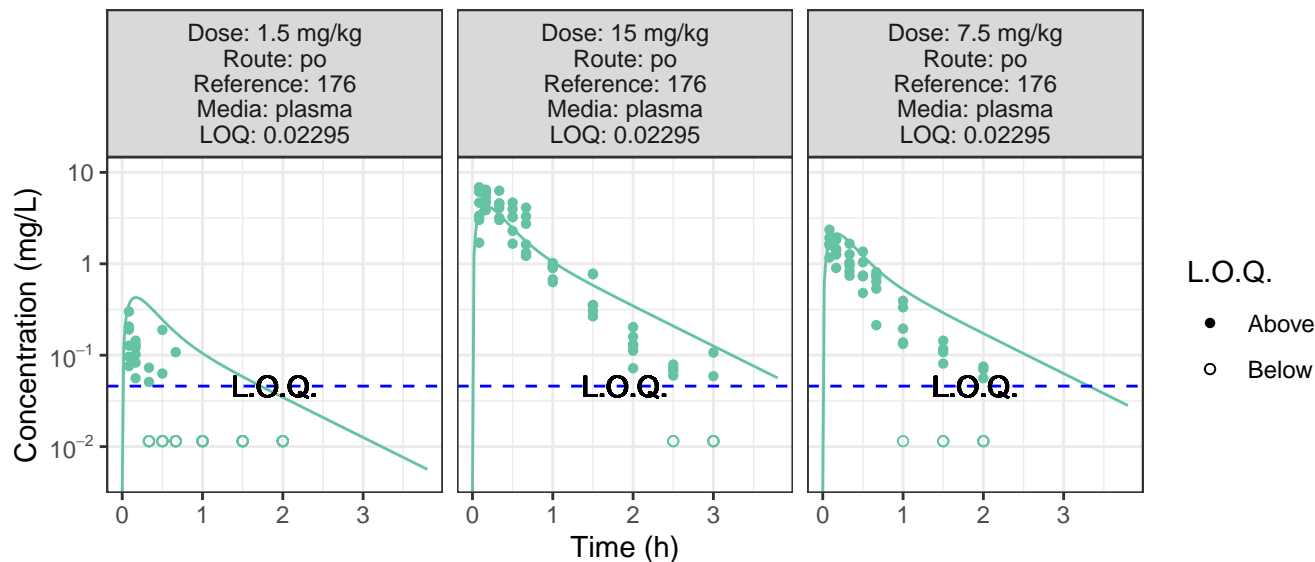 Dose: 1.5 mg/kg
Route: po
Reference: 176
Media: plasma
LOQ: 0.02295
Dose: 15 mg/kg
Route: po
Reference: 176
Media: plasma
LOQ: 0.02295
Dose: 7.5 mg/kg
Route: po
Reference: 176
Media: plasma
LOQ: 0.02295
Concentration (mg/L)
10
1
10⁻¹
10⁻²
L.O.Q.
L.O.Q.
L.O.Q.
0 1 2 3
0 1 2 3
0 1 2 3
Time (h)
L.O.Q.
Above
Below